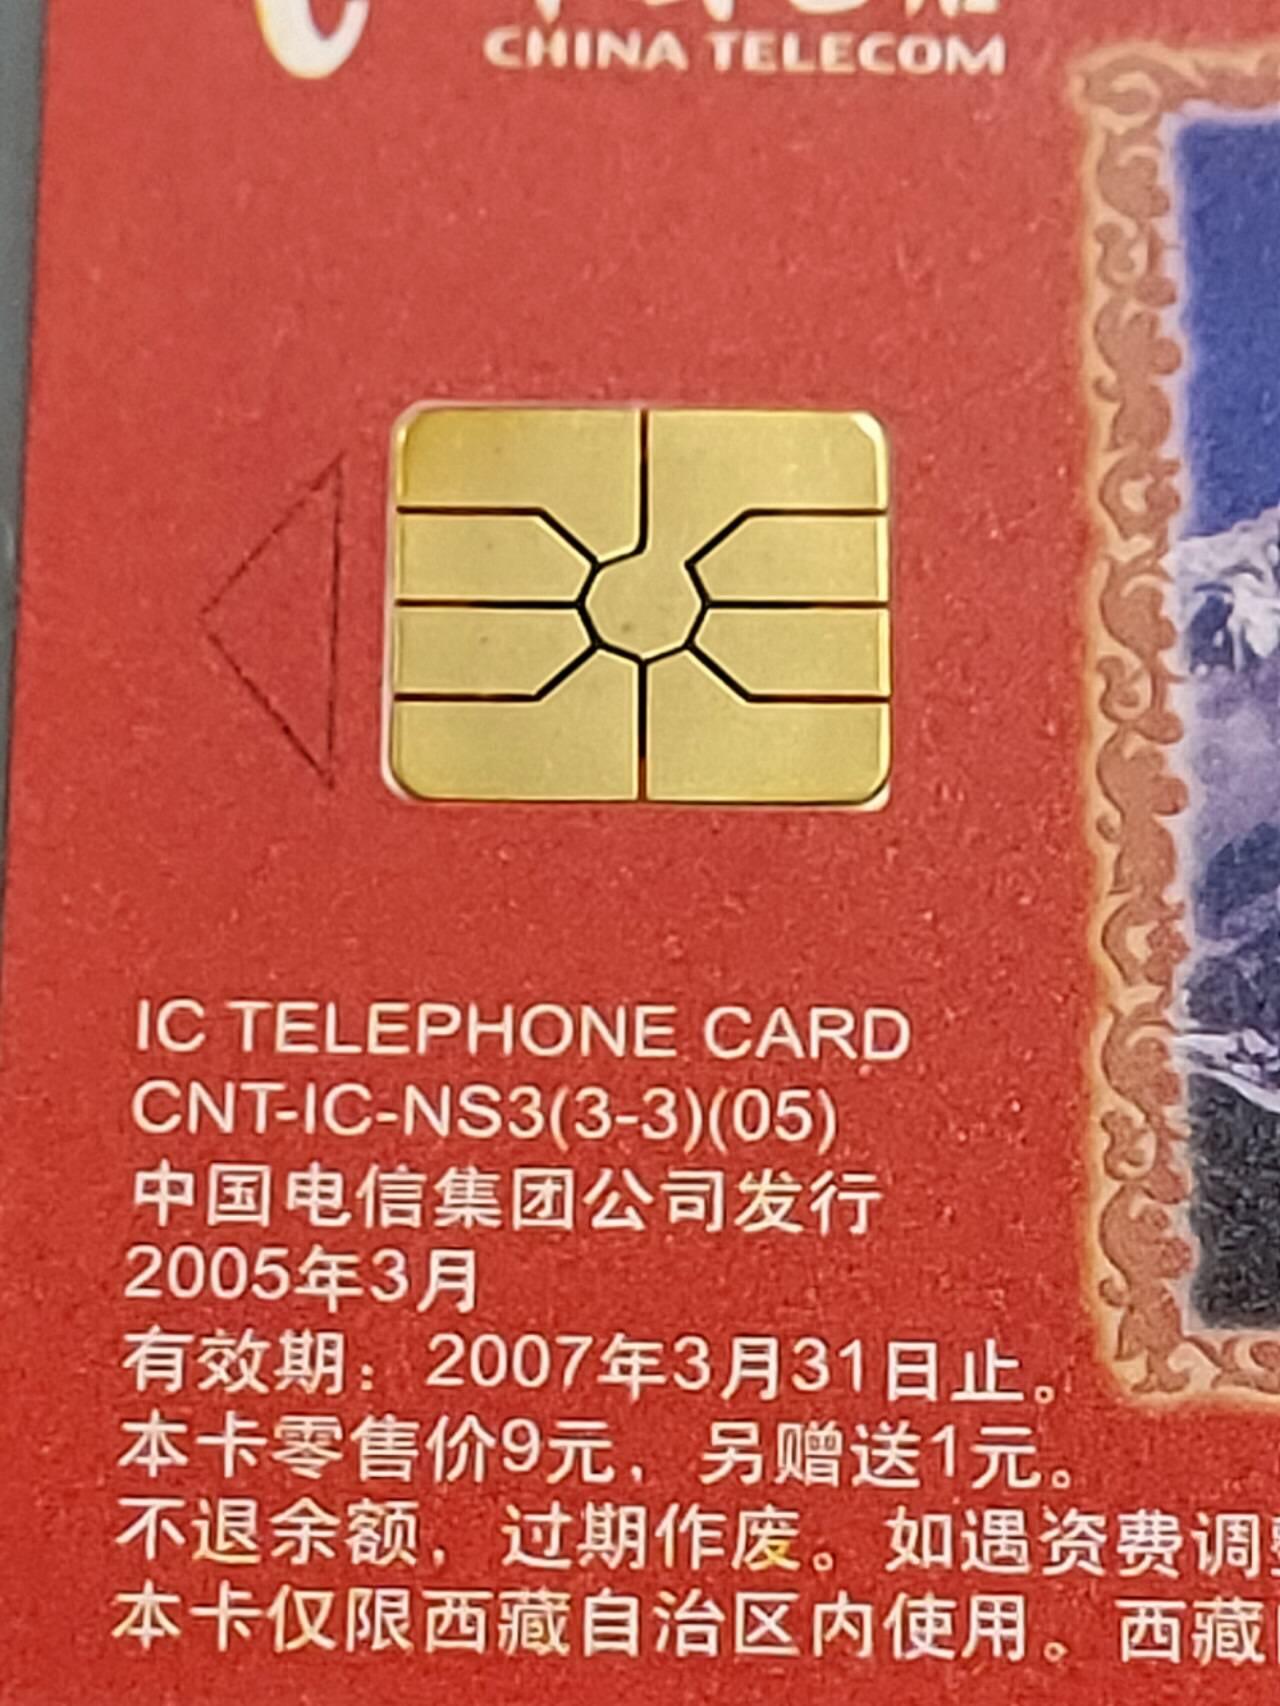 CHINA TELECOM
IC TELEPHONE CARD
CNT-IC-NS3(3-3)(05)
中国电信集团公司发行
2005年3月
有效期：2007年3月31日止。
本卡零售价9元，另赠送1元。
不退余额，过期作废。如遇资费调
本卡仅限西藏自治区内使用。西藏